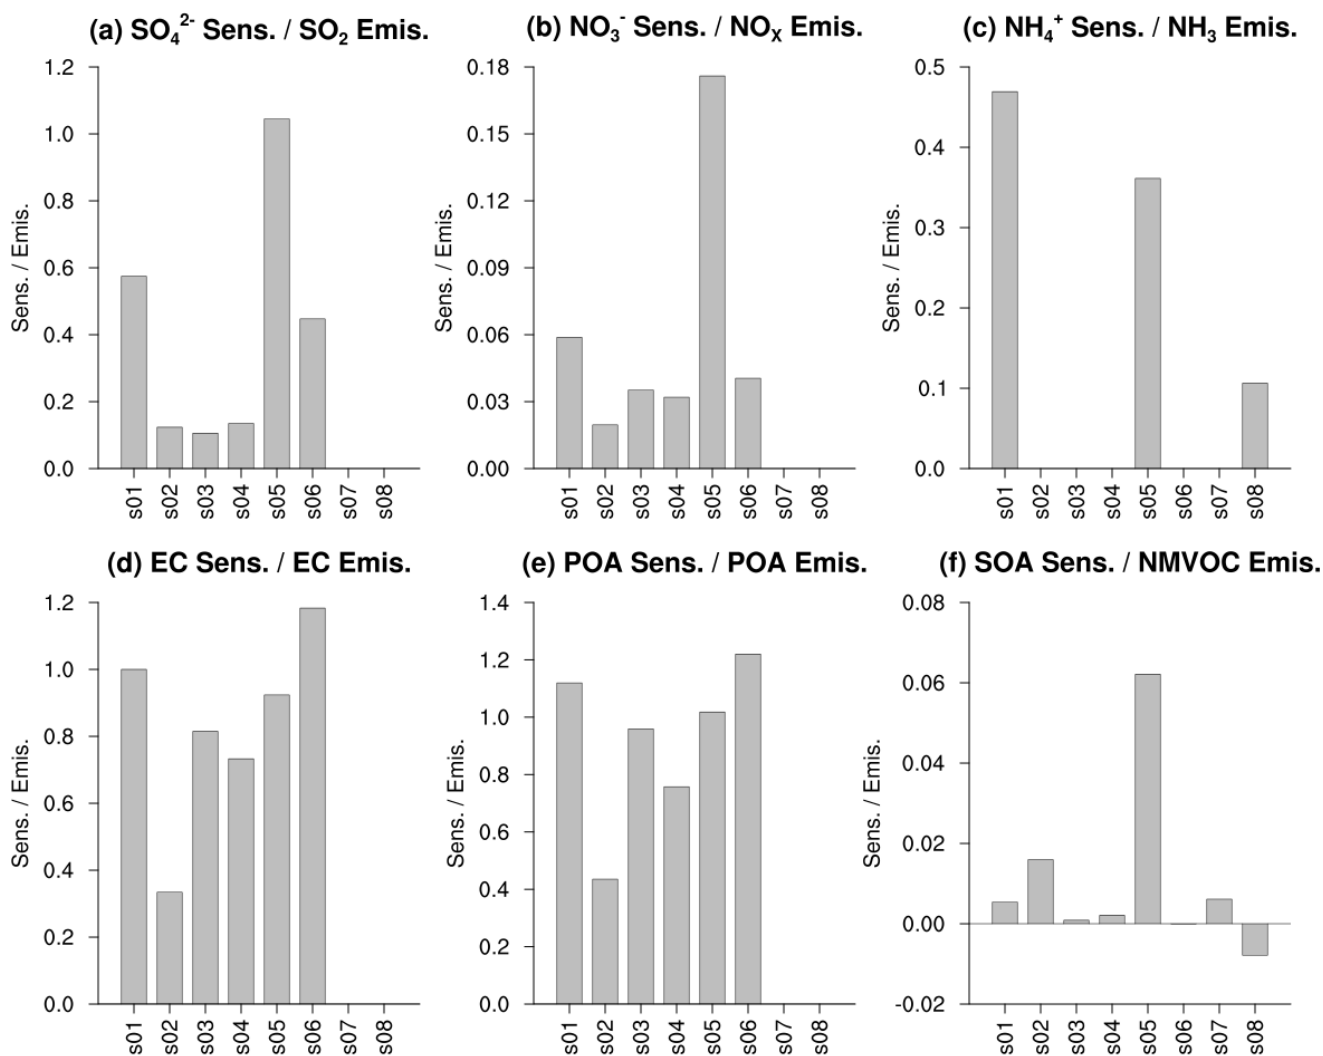 (a) SO₄²⁻ Sens. / SO₂ Emis.
Sens. / Emis.
1.2
1.0
0.8
0.6
0.4
0.2
0.0
s01 s02 s03 s04 s05 s06 s07 s08
(b) NO₃⁻ Sens. / NOₓ Emis.
Sens. / Emis.
0.18
0.15
0.12
0.09
0.06
0.03
0.00
s01 s02 s03 s04 s05 s06 s07 s08
(c) NH₄⁺ Sens. / NH₃ Emis.
Sens. / Emis.
0.5
0.4
0.3
0.2
0.1
0.0
s01 s02 s03 s04 s05 s06 s07 s08
(d) EC Sens. / EC Emis.
Sens. / Emis.
1.2
1.0
0.8
0.6
0.4
0.2
0.0
s01 s02 s03 s04 s05 s06 s07 s08
(e) POA Sens. / POA Emis.
Sens. / Emis.
1.4
1.2
1.0
0.8
0.6
0.4
0.2
0.0
s01 s02 s03 s04 s05 s06 s07 s08
(f) SOA Sens. / NMVOC Emis.
Sens. / Emis.
0.08
0.06
0.04
0.02
0.00
-0.02
s01 s02 s03 s04 s05 s06 s07 s08